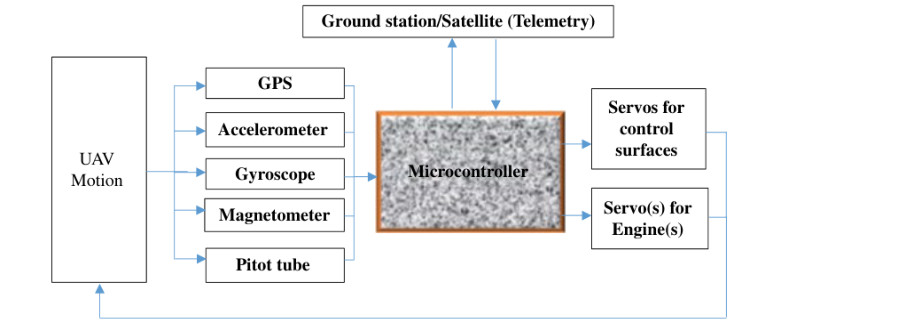 Ground station/Satellite (Telemetry)
UAV
Motion
GPS
Accelerometer
Gyroscope
Magnetometer
Pitot tube
Microcontroller
Servos for
control
surfaces
Servo(s) for
Engine(s)